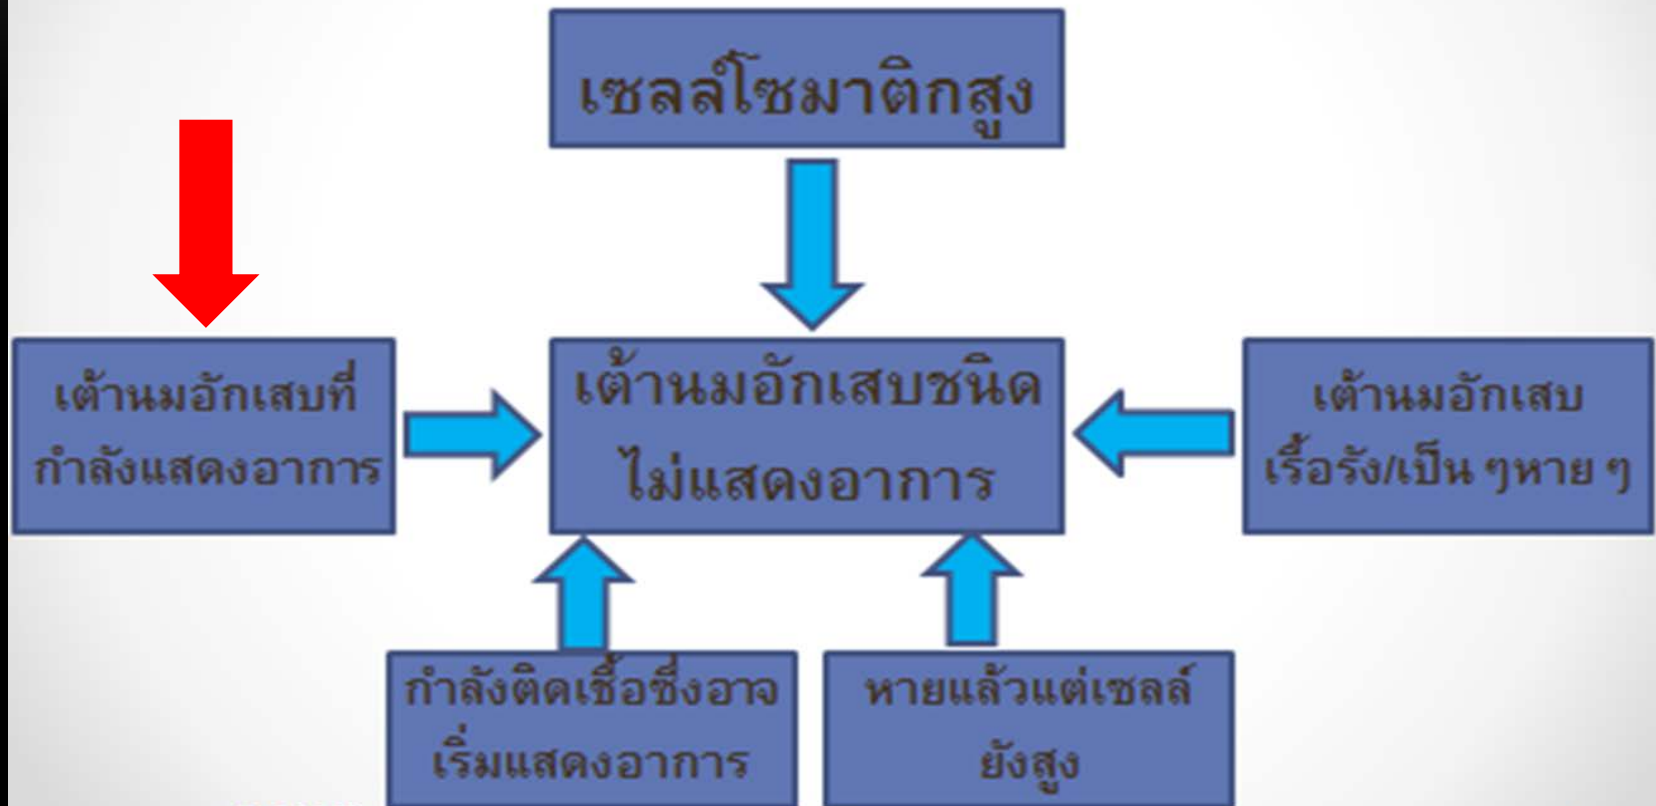 เซลล์โซมาติกสูง
เต้านมอักเสบที่
กำลังแสดงอาการ
เต้านมอักเสบชนิด
ไม่แสดงอาการ
เต้านมอักเสบ
เรื้อรัง/เป็น ๆหาย ๆ
กำลังติดเชื้อซึ่งอาจ
เริ่มแสดงอาการ
หายแล้วแต่เซลล์
ยังสูง